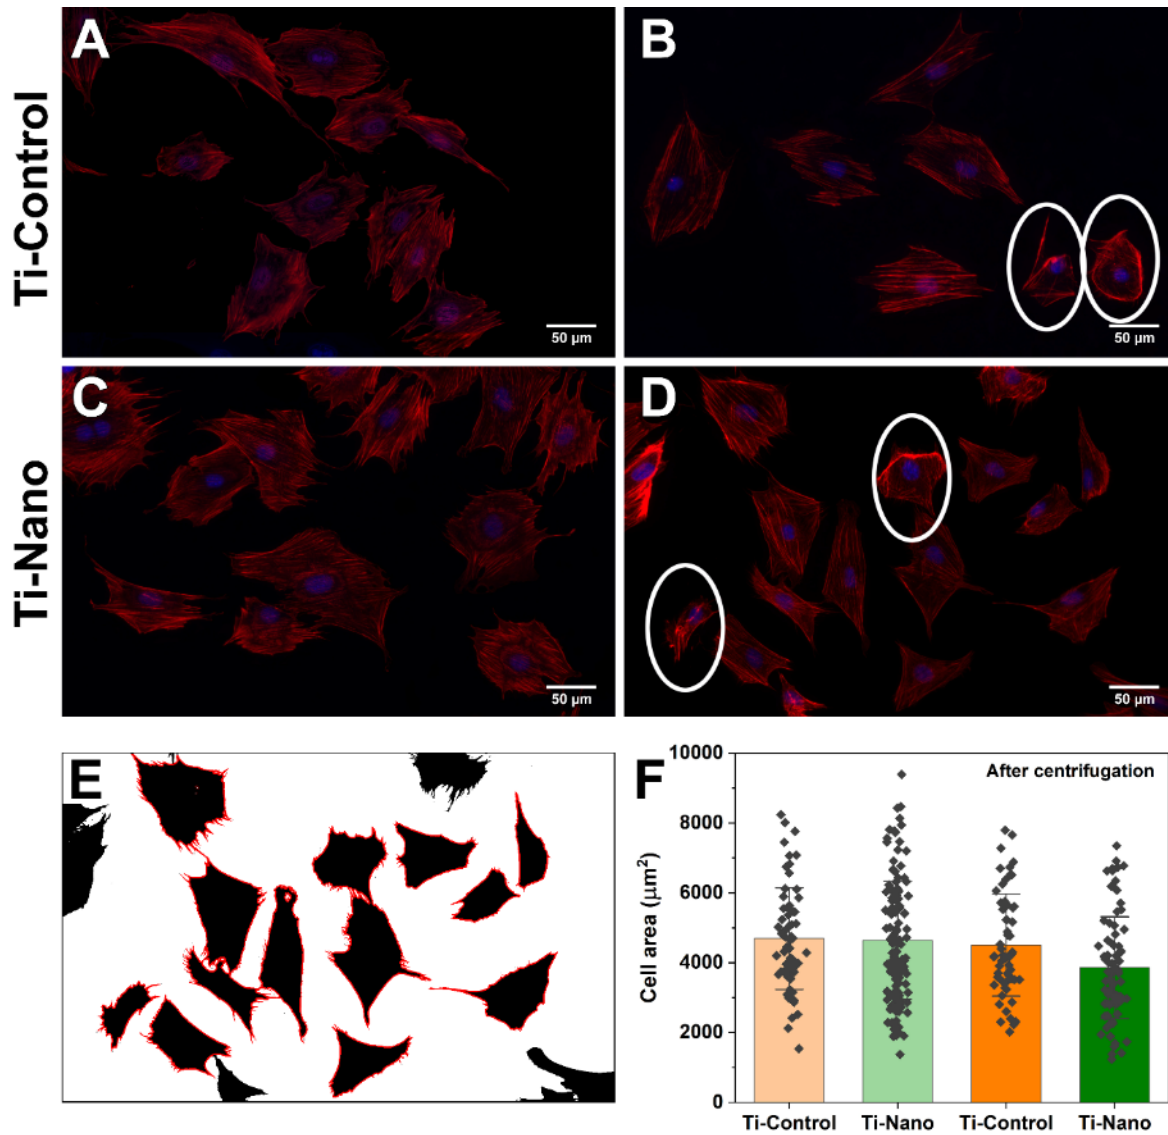 Ti-Control
A
50 µm
B
50 µm
Ti-Nano
C
50 µm
D
50 µm
E
F
After centrifugation
Cell area (µm²)
10000
8000
6000
4000
2000
0
Ti-Control Ti-Nano Ti-Control Ti-Nano